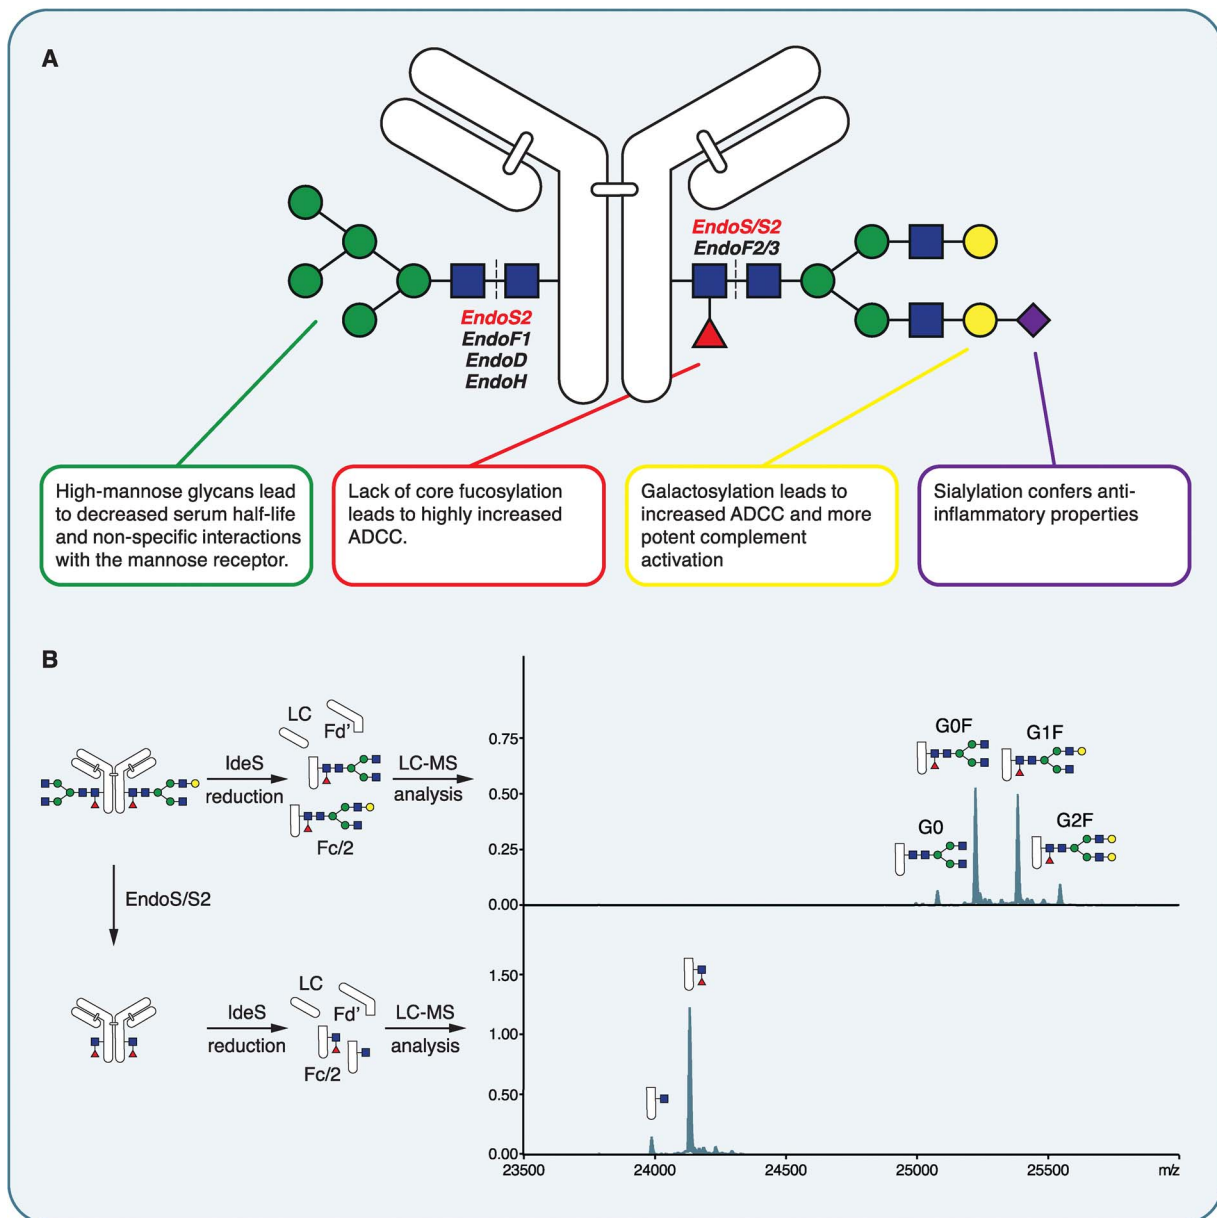 A
EndoS/S2
EndoF2/3
EndoS2
EndoF1
EndoD
EndoH
High-mannose glycans lead
to decreased serum half-life
and non-specific interactions
with the mannose receptor.
Lack of core fucosylation
leads to highly increased
ADCC.
Galactosylation leads to
increased ADCC and more
potent complement
activation
Sialylation confers anti-
inflammatory properties
B
LC
Fd’
IdeS
reduction
LC-MS
analysis
Fc/2
EndoS/S2
LC
Fd’
IdeS
reduction
LC-MS
analysis
Fc/2
0.75
0.50
0.25
0.00
G0
G0F
G1F
G2F
1.50
1.00
0.50
0.00
23500
24000
24500
25000
25500
m/z